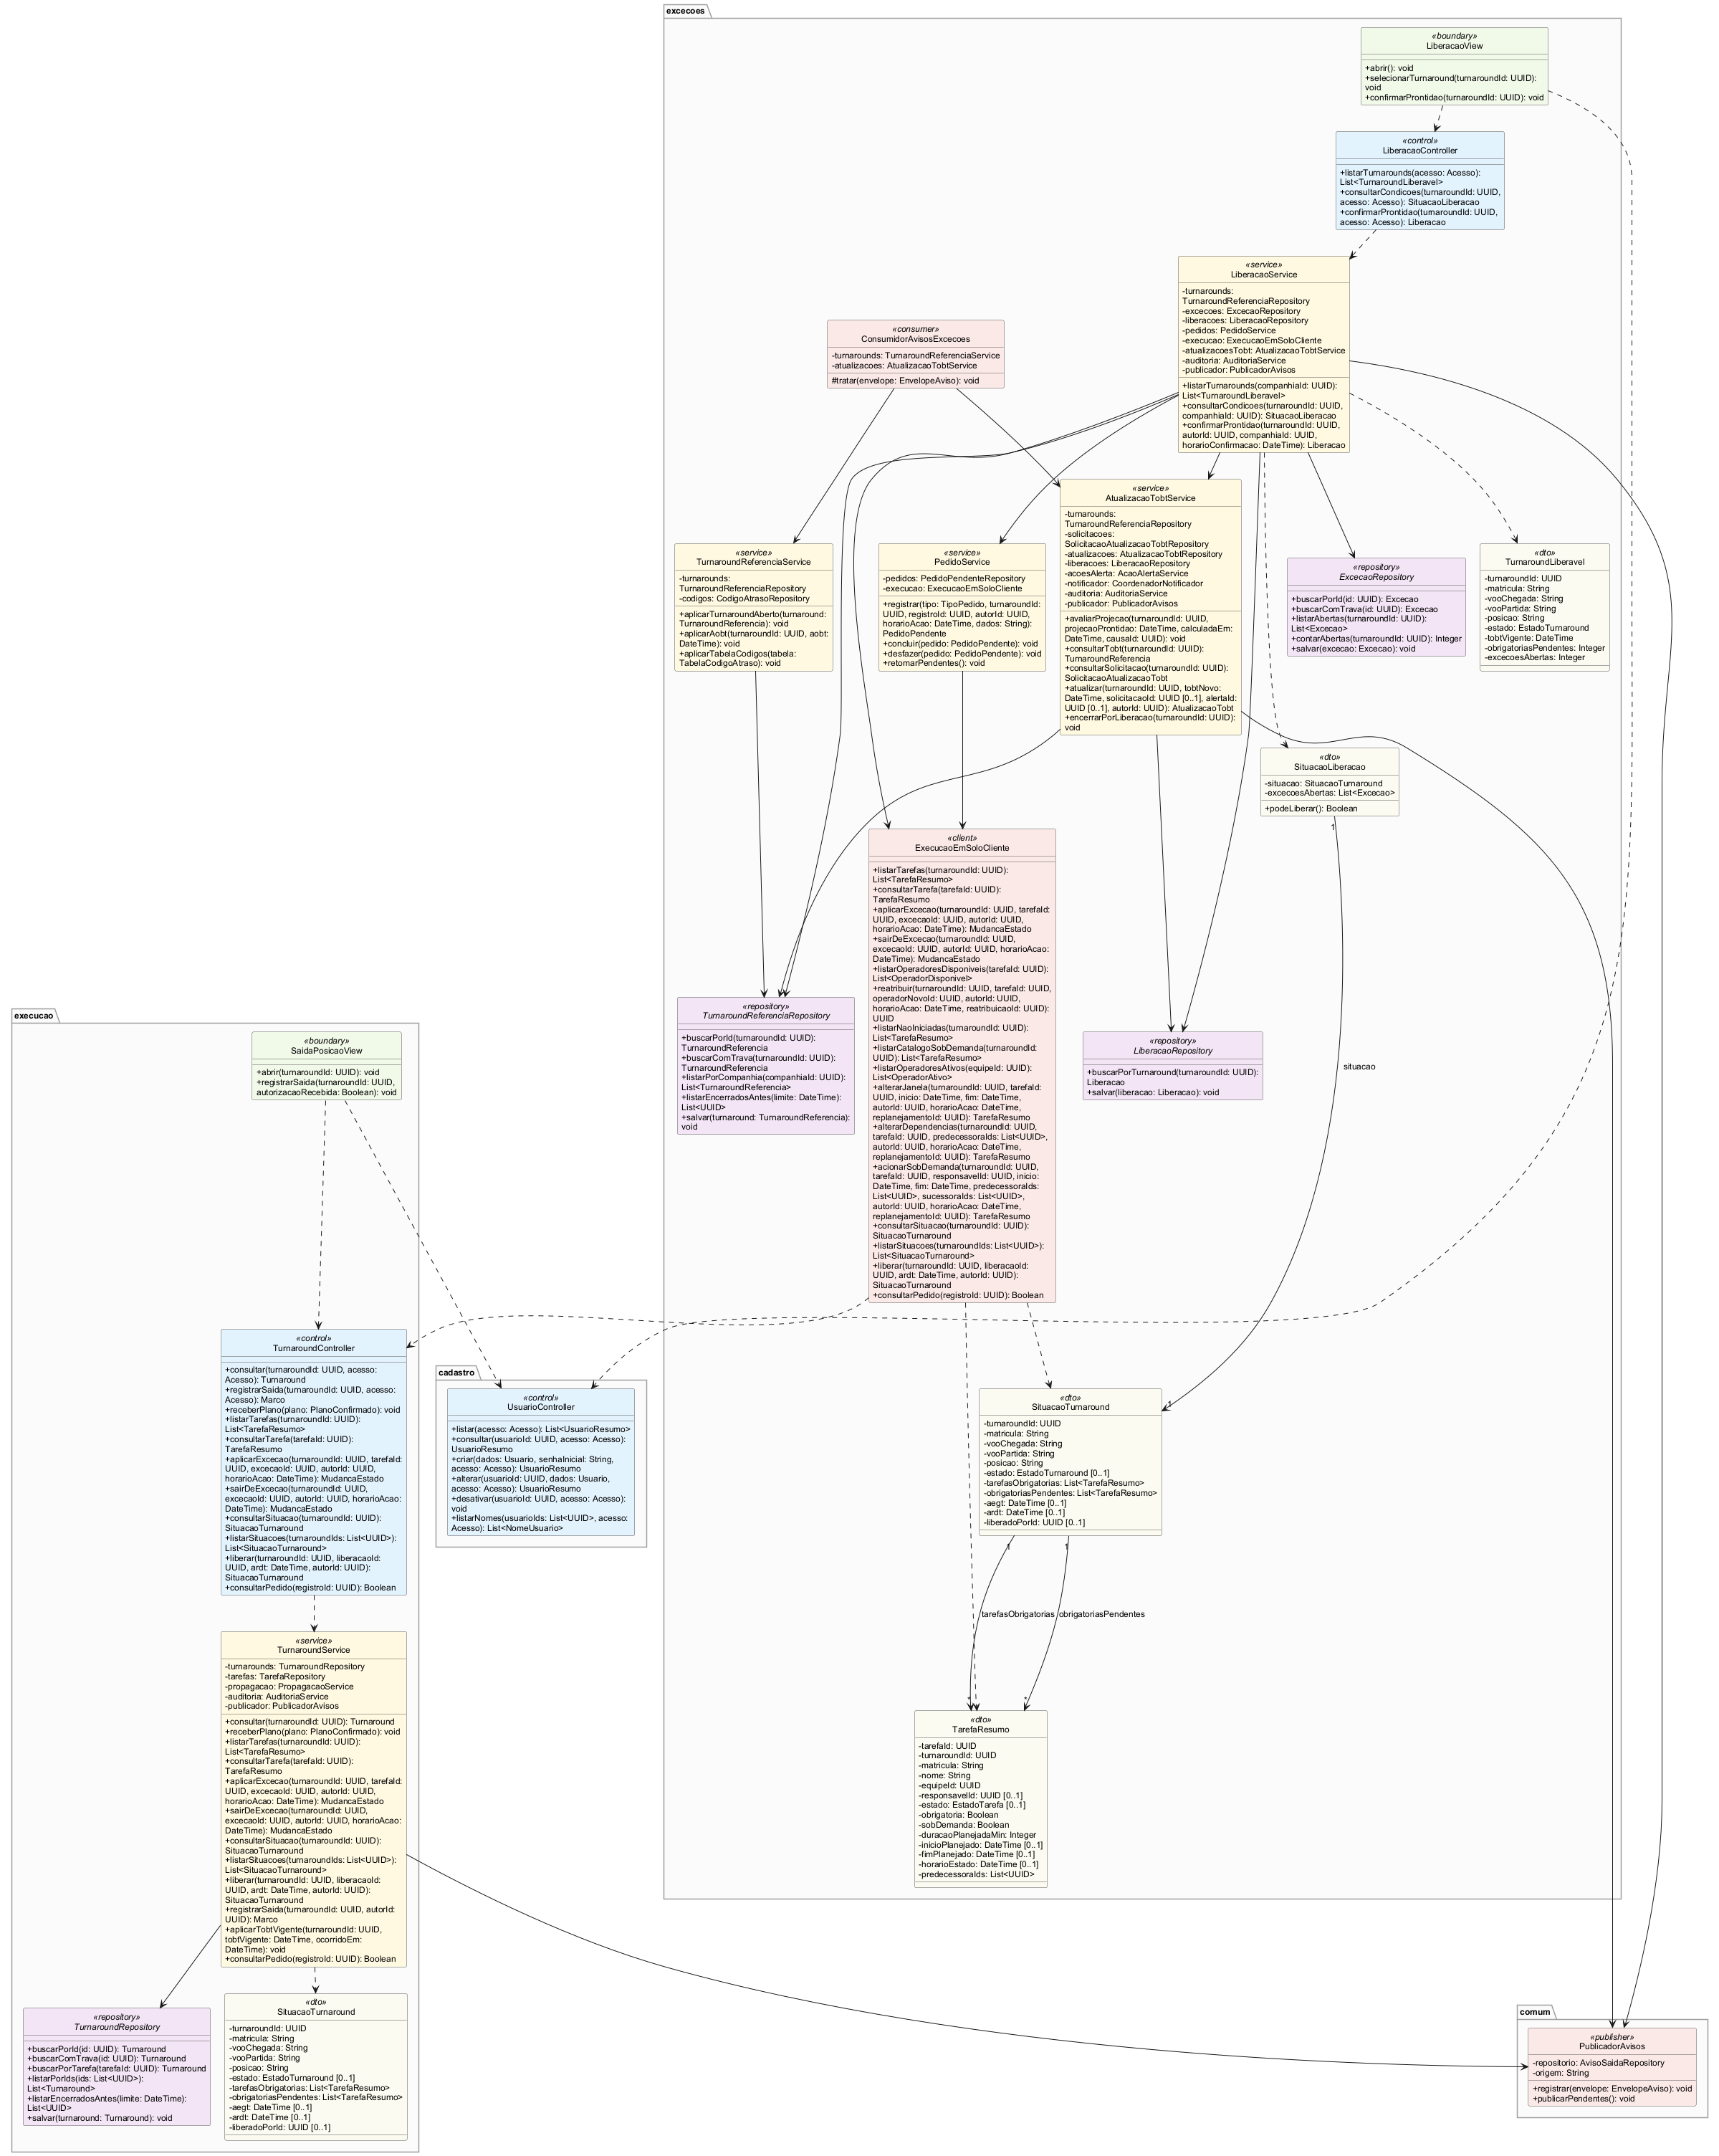 excecoes
«boundary»
LiberacaoView
+abrir(): void
+selecionarTurnaround(turnaroundId: UUID):
void
+confirmarProntidao(turnaroundId: UUID): void
«control»
LiberacaoController
+listarTurnarounds(acesso: Acesso):
List<TurnaroundLiberavel>
+consultarCondicoes(turnaroundId: UUID,
acesso: Acesso): SituacaoLiberacao
+confirmarProntidao(turnaroundId: UUID,
acesso: Acesso): Liberacao
«service»
LiberacaoService
-turnarounds:
TurnaroundReferenciaRepository
-excecoes: ExcecaoRepository
-liberacoes: LiberacaoRepository
-pedidos: PedidoService
-execucao: ExecucaoEmSoloCliente
-atualizacoesTobt: AtualizacaoTobtService
-auditoria: AuditoriaService
-publicador: PublicadorAvisos
+listarTurnarounds(companhiaId: UUID):
List<TurnaroundLiberavel>
+consultarCondicoes(turnaroundId: UUID,
companhiaId: UUID): SituacaoLiberacao
+confirmarProntidao(turnaroundId: UUID,
autorId: UUID, companhiaId: UUID,
horarioConfirmacao: DateTime): Liberacao
«consumer»
ConsumidorAvisosExcecoes
-turnarounds: TurnaroundReferenciaService
-atualizacoes: AtualizacaoTobtService
#tratar(envelope: EnvelopeAviso): void
«service»
TurnaroundReferenciaService
-turnarounds:
TurnaroundReferenciaRepository
-codigos: CodigoAtrasoRepository
+aplicarTurnaroundAberto(turnaround:
TurnaroundReferencia): void
+aplicarAobt(turnaroundId: UUID, aobt:
DateTime): void
+aplicarTabelaCodigos(tabela:
TabelaCodigoAtraso): void
«service»
PedidoService
-pedidos: PedidoPendenteRepository
-execucao: ExecucaoEmSoloCliente
+registrar(tipo: TipoPedido, turnaroundId:
UUID, registroId: UUID, autorId: UUID,
horarioAcao: DateTime, dados: String):
PedidoPendente
+concluir(pedido: PedidoPendente): void
+desfazer(pedido: PedidoPendente): void
+retomarPendentes(): void
«service»
AtualizacaoTobtService
-turnarounds:
TurnaroundReferenciaRepository
-solicitacoes:
SolicitacaoAtualizacaoTobtRepository
-atualizacoes: AtualizacaoTobtRepository
-liberacoes: LiberacaoRepository
-acoesAlerta: AcaoAlertaService
-notificador: CoordenadorNotificador
-auditoria: AuditoriaService
-publicador: PublicadorAvisos
+avaliarProjecao(turnaroundId: UUID,
projecaoProntidao: DateTime, calculadaEm:
DateTime, causaId: UUID): void
+consultarTobt(turnaroundId: UUID):
TurnaroundReferencia
+consultarSolicitacao(turnaroundId: UUID):
SolicitacaoAtualizacaoTobt
+atualizar(turnaroundId: UUID, tobtNovo:
DateTime, solicitacaoId: UUID [0..1], alertaId:
UUID [0..1], autorId: UUID): AtualizacaoTobt
+encerrarPorLiberacao(turnaroundId: UUID):
void
«repository»
ExcecaoRepository
+buscarPorId(id: UUID): Excecao
+buscarComTrava(id: UUID): Excecao
+listarAbertas(turnaroundId: UUID):
List<Excecao>
+contarAbertas(turnaroundId: UUID): Integer
+salvar(excecao: Excecao): void
«dto»
TurnaroundLiberavel
-turnaroundId: UUID
-matricula: String
-vooChegada: String
-vooPartida: String
-posicao: String
-estado: EstadoTurnaround
-tobtVigente: DateTime
-obrigatoriasPendentes: Integer
-excecoesAbertas: Integer
«dto»
SituacaoLiberacao
-situacao: SituacaoTurnaround
-excecoesAbertas: List<Excecao>
+podeLiberar(): Boolean
1
situacao
1
«client»
ExecucaoEmSoloCliente
+listarTarefas(turnaroundId: UUID):
List<TarefaResumo>
+consultarTarefa(tarefaId: UUID):
TarefaResumo
+aplicarExcecao(turnaroundId: UUID, tarefaId:
UUID, excecaoId: UUID, autorId: UUID,
horarioAcao: DateTime): MudancaEstado
+sairDeExcecao(turnaroundId: UUID,
excecaoId: UUID, autorId: UUID, horarioAcao:
DateTime): MudancaEstado
+listarOperadoresDisponiveis(tarefaId: UUID):
List<OperadorDisponivel>
+reatribuir(turnaroundId: UUID, tarefaId: UUID,
operadorNovoId: UUID, autorId: UUID,
horarioAcao: DateTime, reatribuicaoId: UUID):
UUID
+listarNaoIniciadas(turnaroundId: UUID):
List<TarefaResumo>
+listarCatalogoSobDemanda(turnaroundId:
UUID): List<TarefaResumo>
+listarOperadoresAtivos(equipeId: UUID):
List<OperadorAtivo>
+alterarJanela(turnaroundId: UUID, tarefaId:
UUID, inicio: DateTime, fim: DateTime,
autorId: UUID, horarioAcao: DateTime,
replanejamentoId: UUID): TarefaResumo
+alterarDependencias(turnaroundId: UUID,
tarefaId: UUID, predecessoraIds: List<UUID>,
autorId: UUID, horarioAcao: DateTime,
replanejamentoId: UUID): TarefaResumo
+acionarSobDemanda(turnaroundId: UUID,
tarefaId: UUID, responsavelId: UUID, inicio:
DateTime, fim: DateTime, predecessoraIds:
List<UUID>, sucessoraIds: List<UUID>,
autorId: UUID, horarioAcao: DateTime,
replanejamentoId: UUID): TarefaResumo
+consultarSituacao(turnaroundId: UUID):
SituacaoTurnaround
+listarSituacoes(turnaroundIds: List<UUID>):
List<SituacaoTurnaround>
+liberar(turnaroundId: UUID, liberacaoId:
UUID, ardt: DateTime, autorId: UUID):
SituacaoTurnaround
+consultarPedido(registroId: UUID): Boolean
«repository»
TurnaroundReferenciaRepository
+buscarPorId(turnaroundId: UUID):
TurnaroundReferencia
+buscarComTrava(turnaroundId: UUID):
TurnaroundReferencia
+listarPorCompanhia(companhiaId: UUID):
List<TurnaroundReferencia>
+listarEncerradosAntes(limite: DateTime):
List<UUID>
+salvar(turnaround: TurnaroundReferencia):
void
«repository»
LiberacaoRepository
+buscarPorTurnaround(turnaroundId: UUID):
Liberacao
+salvar(liberacao: Liberacao): void
execucao
«boundary»
SaidaPosicaoView
+abrir(turnaroundId: UUID): void
+registrarSaida(turnaroundId: UUID,
autorizacaoRecebida: Boolean): void
«control»
TurnaroundController
+consultar(turnaroundId: UUID, acesso:
Acesso): Turnaround
+registrarSaida(turnaroundId: UUID, acesso:
Acesso): Marco
+receberPlano(plano: PlanoConfirmado): void
+listarTarefas(turnaroundId: UUID):
List<TarefaResumo>
+consultarTarefa(tarefaId: UUID):
TarefaResumo
+aplicarExcecao(turnaroundId: UUID, tarefaId:
UUID, excecaoId: UUID, autorId: UUID,
horarioAcao: DateTime): MudancaEstado
+sairDeExcecao(turnaroundId: UUID,
excecaoId: UUID, autorId: UUID, horarioAcao:
DateTime): MudancaEstado
+consultarSituacao(turnaroundId: UUID):
SituacaoTurnaround
+listarSituacoes(turnaroundIds: List<UUID>):
List<SituacaoTurnaround>
+liberar(turnaroundId: UUID, liberacaoId:
UUID, ardt: DateTime, autorId: UUID):
SituacaoTurnaround
+consultarPedido(registroId: UUID): Boolean
cadastro
«control»
UsuarioController
+listar(acesso: Acesso): List<UsuarioResumo>
+consultar(usuarioId: UUID, acesso: Acesso):
UsuarioResumo
+criar(dados: Usuario, senhaInicial: String,
acesso: Acesso): UsuarioResumo
+alterar(usuarioId: UUID, dados: Usuario,
acesso: Acesso): UsuarioResumo
+desativar(usuarioId: UUID, acesso: Acesso):
void
+listarNomes(usuarioIds: List<UUID>, acesso:
Acesso): List<NomeUsuario>
«dto»
SituacaoTurnaround
-turnaroundId: UUID
-matricula: String
-vooChegada: String
-vooPartida: String
-posicao: String
-estado: EstadoTurnaround [0..1]
-tarefasObrigatorias: List<TarefaResumo>
-obrigatoriasPendentes: List<TarefaResumo>
-aegt: DateTime [0..1]
-ardt: DateTime [0..1]
-liberadoPorId: UUID [0..1]
1
1
tarefasObrigatorias
obrigatoriasPendentes
*
*
«dto»
TarefaResumo
-tarefaId: UUID
-turnaroundId: UUID
-matricula: String
-nome: String
-equipeId: UUID
-responsavelId: UUID [0..1]
-estado: EstadoTarefa [0..1]
-obrigatoria: Boolean
-sobDemanda: Boolean
-duracaoPlanejadaMin: Integer
-inicioPlanejado: DateTime [0..1]
-fimPlanejado: DateTime [0..1]
-horarioEstado: DateTime [0..1]
-predecessoraIds: List<UUID>
«service»
TurnaroundService
-turnarounds: TurnaroundRepository
-tarefas: TarefaRepository
-propagacao: PropagacaoService
-auditoria: AuditoriaService
-publicador: PublicadorAvisos
+consultar(turnaroundId: UUID): Turnaround
+receberPlano(plano: PlanoConfirmado): void
+listarTarefas(turnaroundId: UUID):
List<TarefaResumo>
+consultarTarefa(tarefaId: UUID):
TarefaResumo
+aplicarExcecao(turnaroundId: UUID, tarefaId:
UUID, excecaoId: UUID, autorId: UUID,
horarioAcao: DateTime): MudancaEstado
+sairDeExcecao(turnaroundId: UUID,
excecaoId: UUID, autorId: UUID, horarioAcao:
DateTime): MudancaEstado
+consultarSituacao(turnaroundId: UUID):
SituacaoTurnaround
+listarSituacoes(turnaroundIds: List<UUID>):
List<SituacaoTurnaround>
+liberar(turnaroundId: UUID, liberacaoId:
UUID, ardt: DateTime, autorId: UUID):
SituacaoTurnaround
+registrarSaida(turnaroundId: UUID, autorId:
UUID): Marco
+aplicarTobtVigente(turnaroundId: UUID,
tobtVigente: DateTime, ocorridoEm:
DateTime): void
+consultarPedido(registroId: UUID): Boolean
«repository»
TurnaroundRepository
+buscarPorId(id: UUID): Turnaround
+buscarComTrava(id: UUID): Turnaround
+buscarPorTarefa(tarefaId: UUID): Turnaround
+listarPorIds(ids: List<UUID>):
List<Turnaround>
+listarEncerradosAntes(limite: DateTime):
List<UUID>
+salvar(turnaround: Turnaround): void
«dto»
SituacaoTurnaround
-turnaroundId: UUID
-matricula: String
-vooChegada: String
-vooPartida: String
-posicao: String
-estado: EstadoTurnaround [0..1]
-tarefasObrigatorias: List<TarefaResumo>
-obrigatoriasPendentes: List<TarefaResumo>
-aegt: DateTime [0..1]
-ardt: DateTime [0..1]
-liberadoPorId: UUID [0..1]
comum
«publisher»
PublicadorAvisos
-repositorio: AvisoSaidaRepository
-origem: String
+registrar(envelope: EnvelopeAviso): void
+publicarPendentes(): void